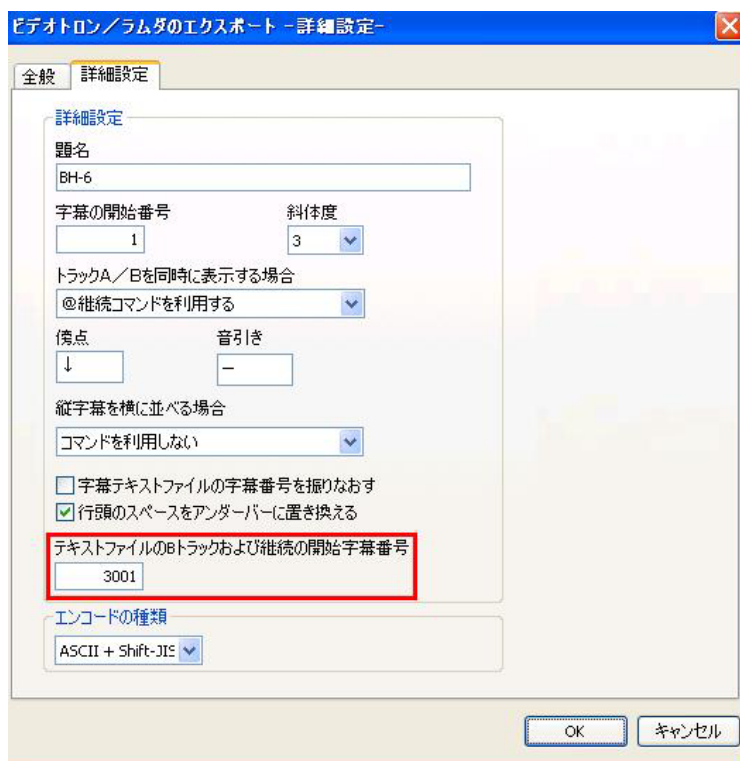 ビデオトロン／ラムダのエクスポート -詳細設定-
全般 詳細設定
詳細設定
題名
BH-6
字幕の開始番号 斜体度
1 3
トラックA／Bを同時に表示する場合
@継続コマンドを利用する
傍点 音引き
↓ ー
縦字幕を横に並べる場合
コマンドを利用しない
字幕テキストファイルの字幕番号を振りなおす
行頭のスペースをアンダーバーに置き換える
テキストファイルのBトラックおよび継続の開始字幕番号
3001
エンコードの種類
ASCII + Shift-JIS
OK キャンセル